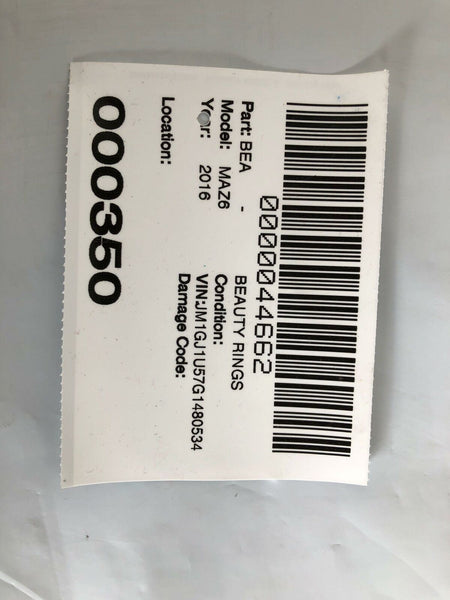 0000044662
Part: BEA - BEAUTY RINGS
Model: MAZ6 Condition:
Year: 2016 VIN:JM1GJ1U57G1480534
Damage Code:
Location:
000350